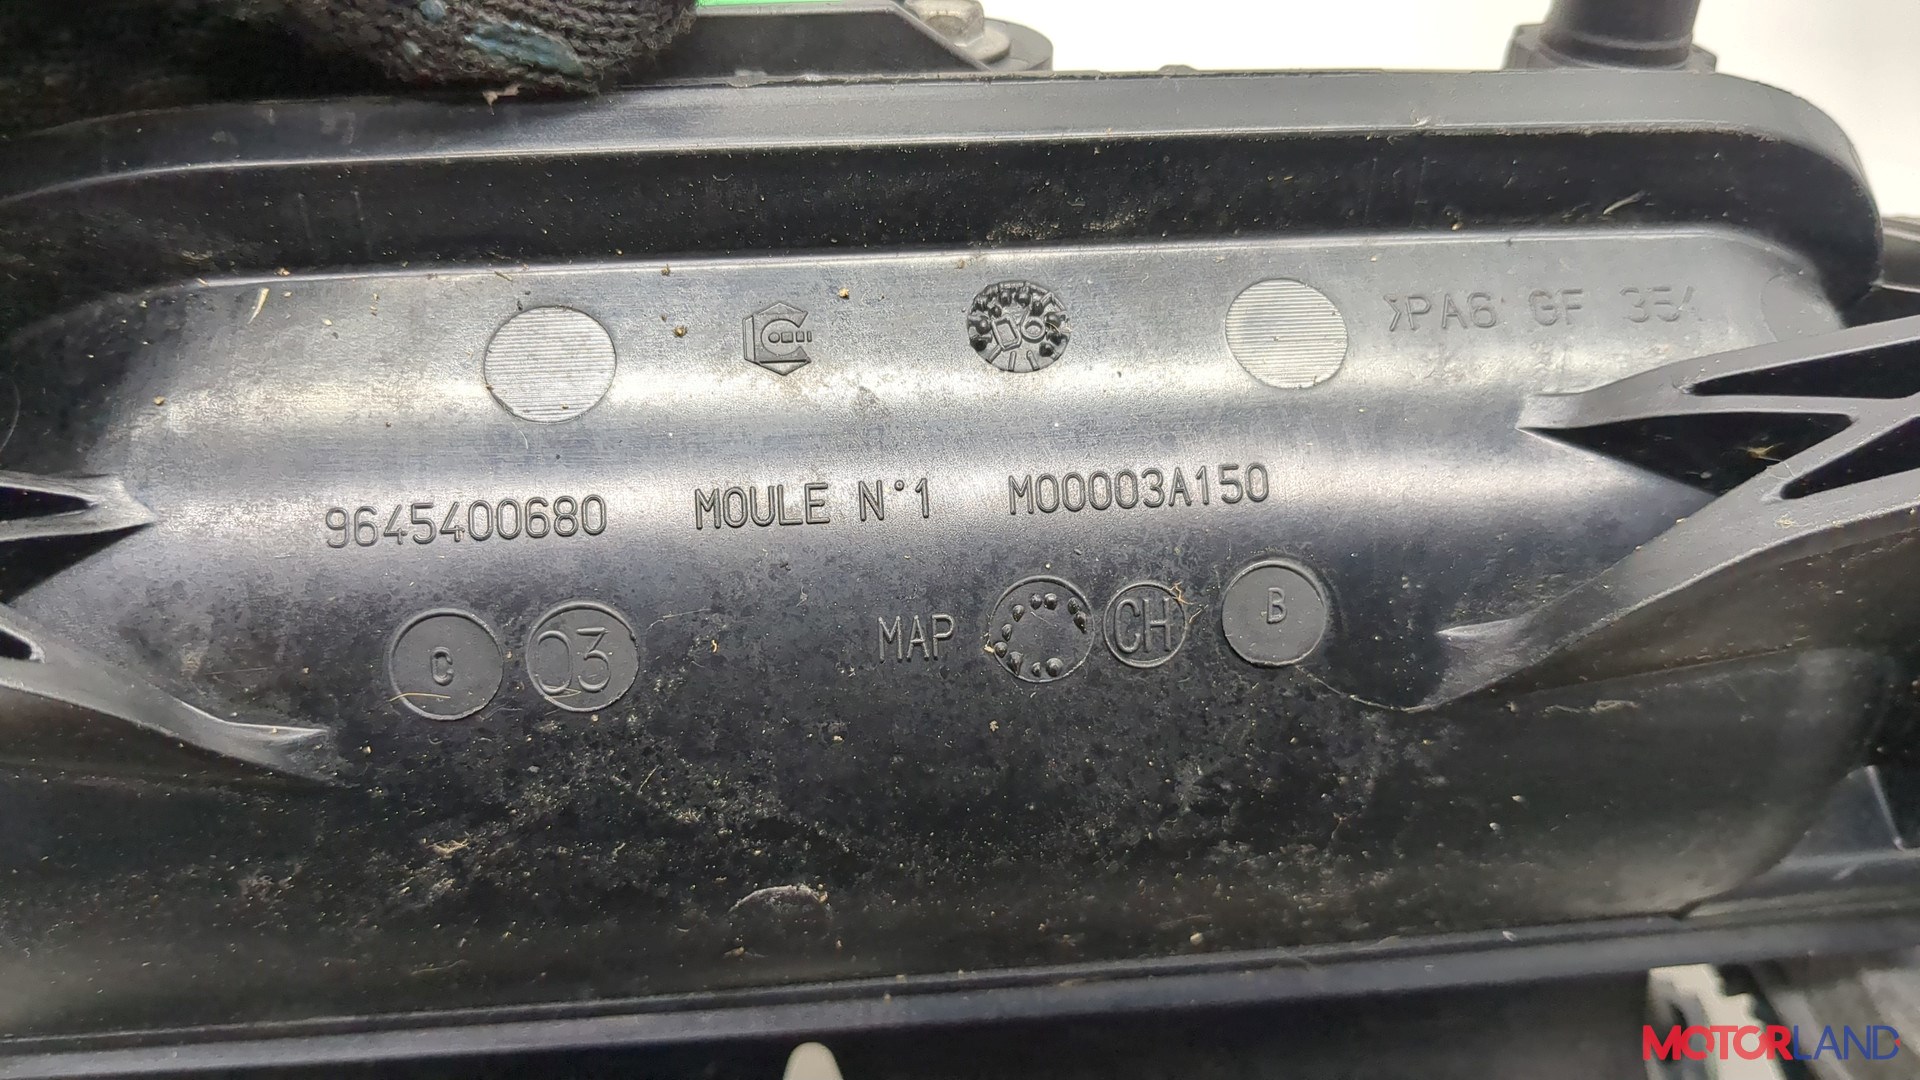 >PA6 GF 35<
9645400680 MOULE N°1 M00003A150
C 03 MAP CH B
MOTORLAND